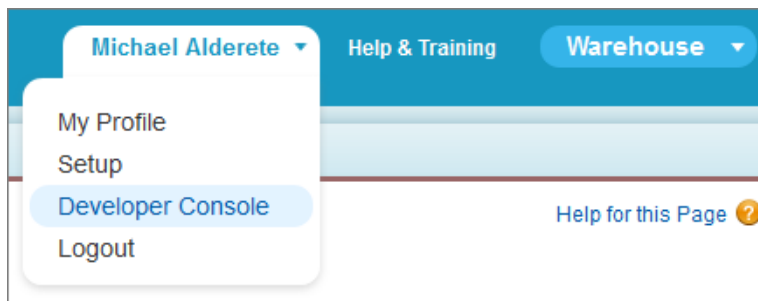 Michael Alderete Help & Training Warehouse
My Profile
Setup
Developer Console
Help for this Page
Logout